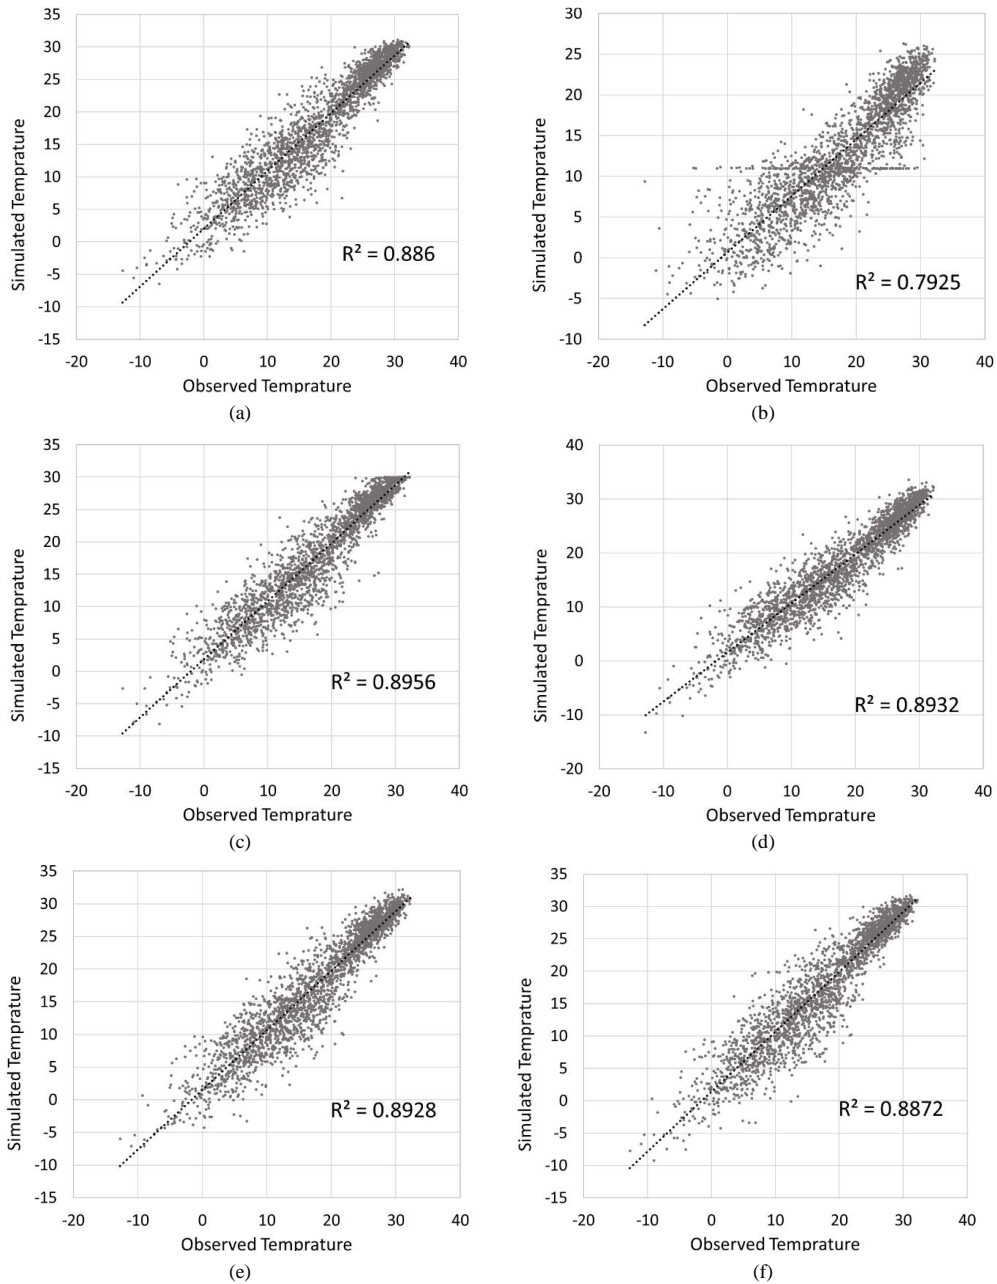 35
30
25
20
15
10
5
0
-5
-10
-15
Simulated Temprature
R² = 0.886
-20 -10 0 10 20 30 40
Observed Temprature
(a)
30
25
20
15
10
5
0
-5
-10
Simulated Temprature
R² = 0.7925
-20 -10 0 10 20 30 40
Observed Temprature
(b)
35
30
25
20
15
10
5
0
-5
-10
-15
Simulated Temprature
R² = 0.8956
-20 -10 0 10 20 30 40
Observed Temprature
(c)
40
30
20
10
0
-10
-20
Simulated Temprature
R² = 0.8932
-20 -10 0 10 20 30 40
Observed Temprature
(d)
35
30
25
20
15
10
5
0
-5
-10
-15
Simulated Temprature
R² = 0.8928
-20 -10 0 10 20 30 40
Observed Temprature
(e)
35
30
25
20
15
10
5
0
-5
-10
-15
Simulated Temprature
R² = 0.8872
-20 -10 0 10 20 30 40
Observed Temprature
(f)